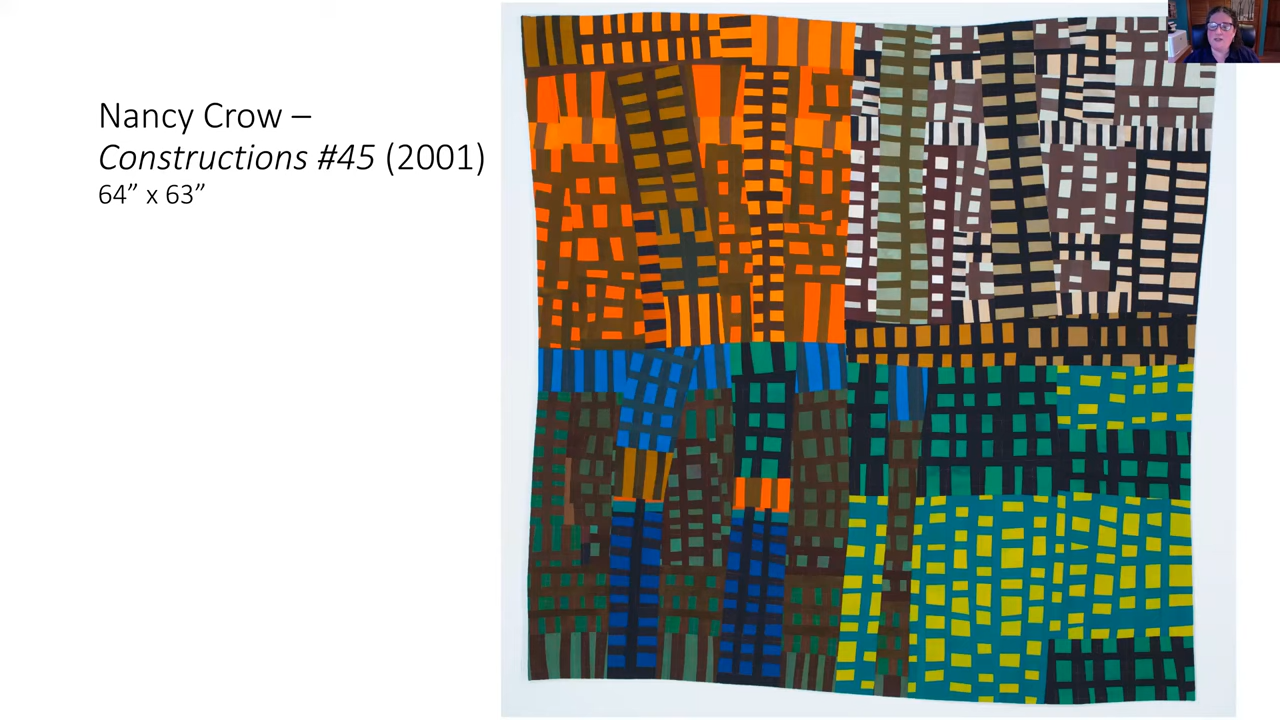 Nancy Crow –
Constructions #45 (2001)
64” x 63”